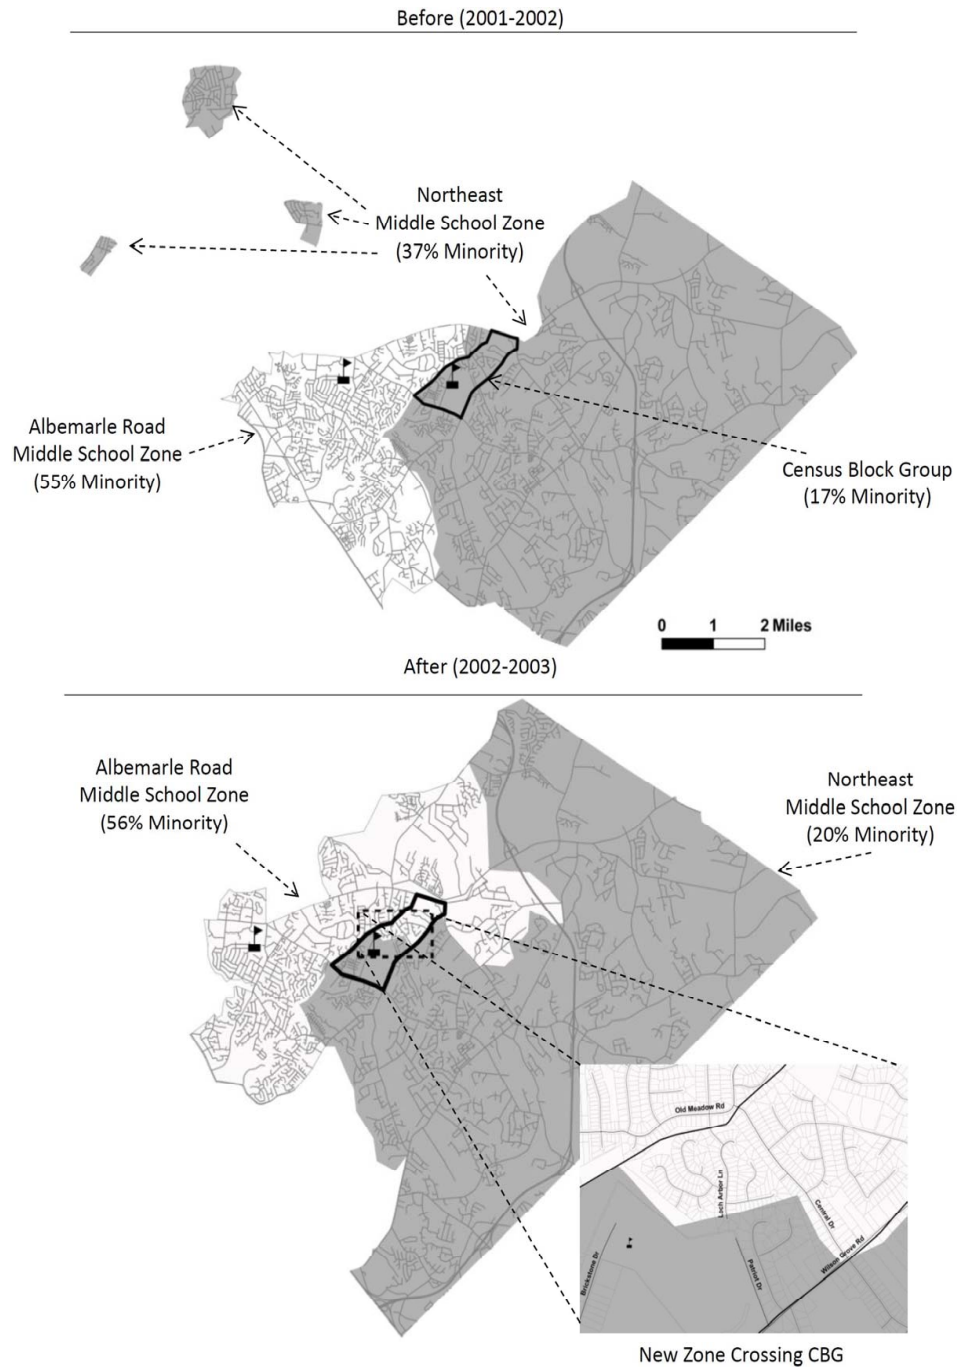 Before (2001-2002)
Northeast
Middle School Zone
(37% Minority)
Albemarle Road
Middle School Zone
(55% Minority)
Census Block Group
(17% Minority)
0 1 2 Miles
After (2002-2003)
Albemarle Road
Middle School Zone
(56% Minority)
Northeast
Middle School Zone
(20% Minority)
Old Meadow Rd
Loch Arbor Ln
Central Dr
Wilson Grove Rd
Patriot Dr
Brickstone Dr
New Zone Crossing CBG